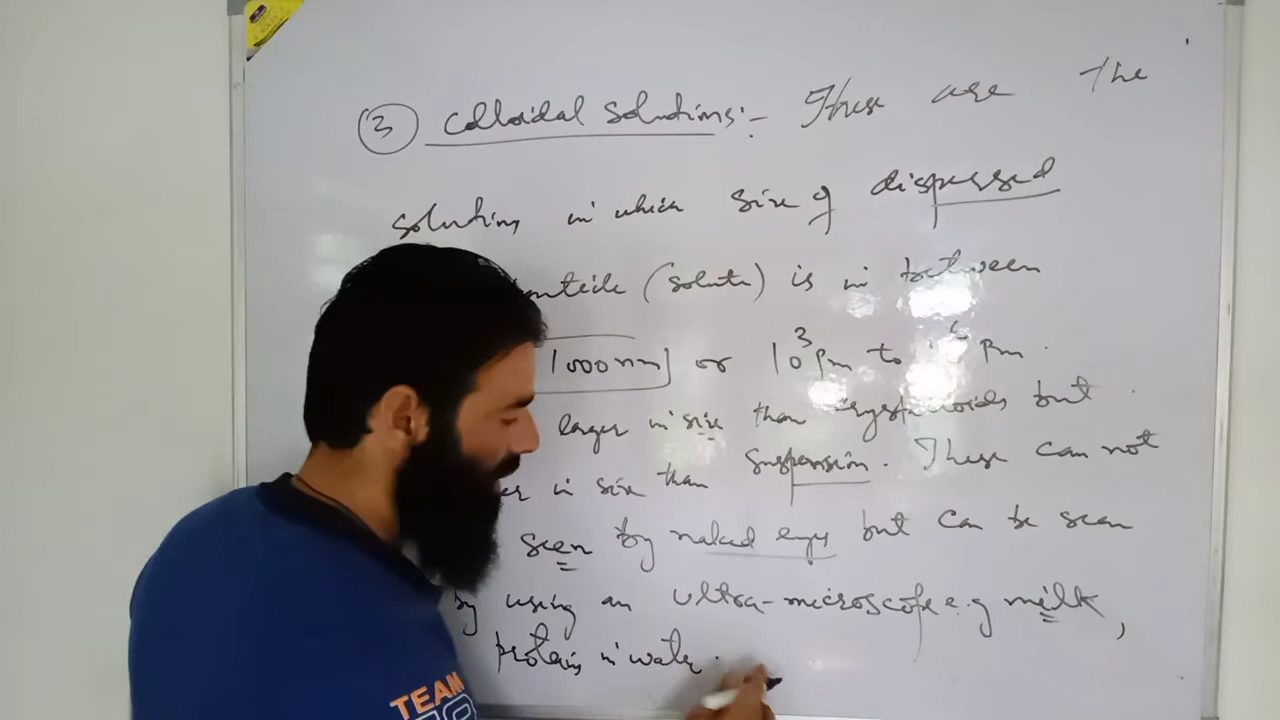 ③ Colloidal solutions:- These are the
solutions in which size of dispersed
(solute) is in between
1000nm] or 10³pm to pm.
larger in size than but
in size than suspension. These can not
seen by naked eyes but can be seen
by using an ultra-microscope e.g milk,
proteins in water.
TEAM